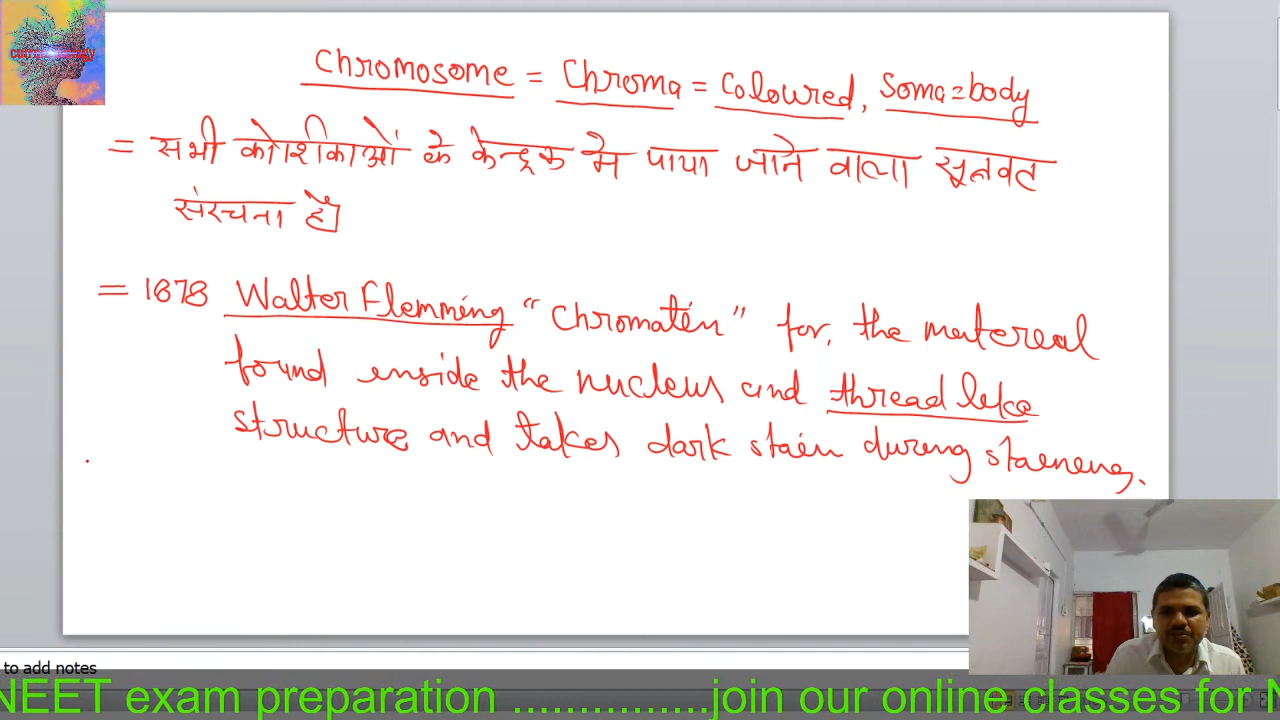 Chromosome = Chroma = Coloured, Soma = body
= सभी कोशिकाओं के केन्द्रक मे पाया जाने वाला सूत्रवत
संरचना है।
= 1878 Walter Flemming "Chromatin" for, the material
found inside the nucleus and thread like
structure and takes dark stain during staining.
to add notes
NEET exam preparation ................join our online classes for N